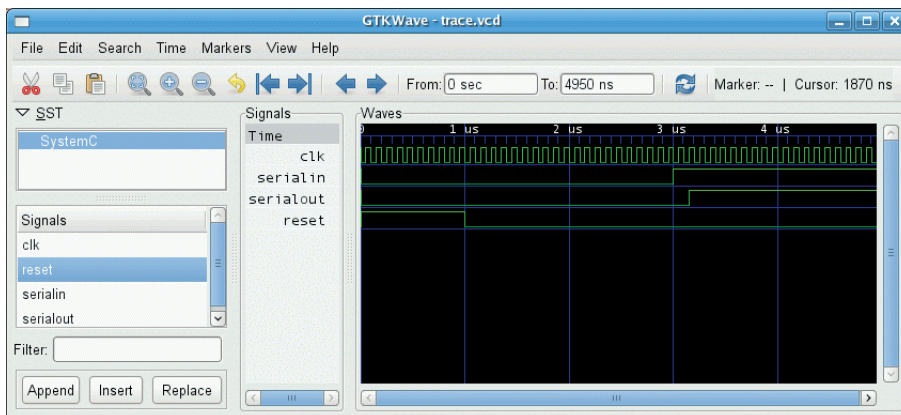 GTKWave - trace.vcd
File Edit Search Time Markers View Help
From: 0 sec To: 4950 ns Marker: -- | Cursor: 1870 ns
SST
SystemC
Signals
clk
reset
serialin
serialout
Filter:
Append Insert Replace
Signals
Time
clk
serialin
serialout
reset
Waves
1 us 2 us 3 us 4 us